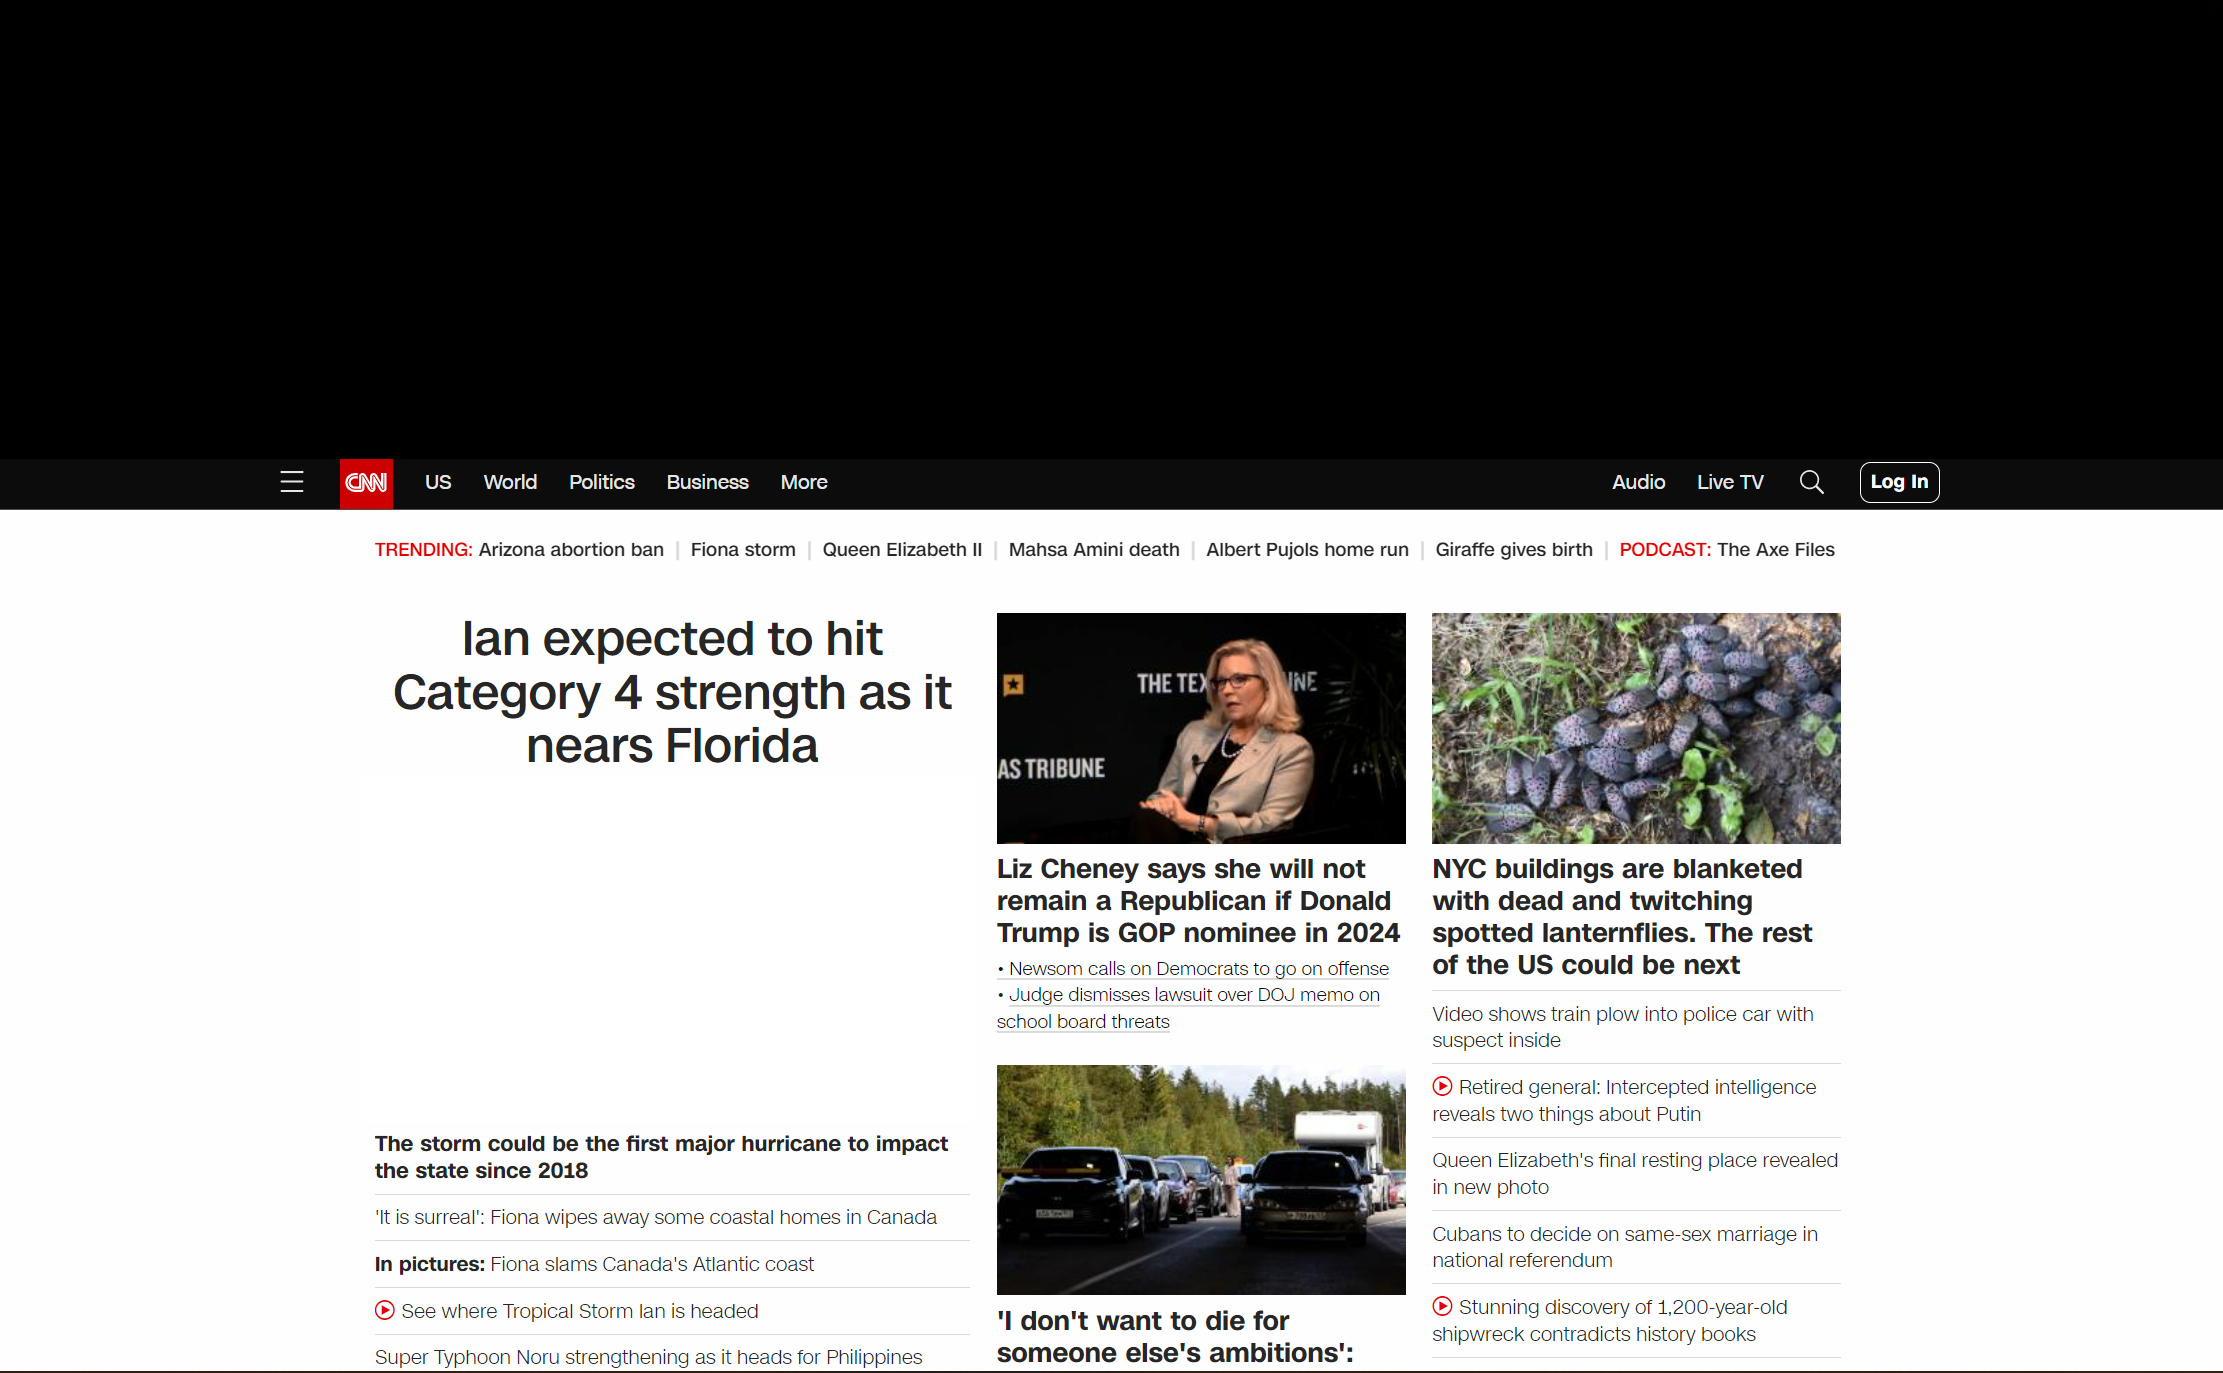 CNN US World Politics Business More Audio Live TV Log In
TRENDING: Arizona abortion ban | Fiona storm | Queen Elizabeth II | Mahsa Amini death | Albert Pujols home run | Giraffe gives birth | PODCAST: The Axe Files
Ian expected to hit
Category 4 strength as it
nears Florida
The storm could be the first major hurricane to impact
the state since 2018
'It is surreal': Fiona wipes away some coastal homes in Canada
In pictures: Fiona slams Canada's Atlantic coast
See where Tropical Storm Ian is headed
Super Typhoon Noru strengthening as it heads for Philippines
THE TEX INE
AS TRIBUNE
Liz Cheney says she will not
remain a Republican if Donald
Trump is GOP nominee in 2024
• Newsom calls on Democrats to go on offense
• Judge dismisses lawsuit over DOJ memo on
school board threats
'I don't want to die for
someone else's ambitions':
NYC buildings are blanketed
with dead and twitching
spotted lanternflies. The rest
of the US could be next
Video shows train plow into police car with
suspect inside
Retired general: Intercepted intelligence
reveals two things about Putin
Queen Elizabeth's final resting place revealed
in new photo
Cubans to decide on same-sex marriage in
national referendum
Stunning discovery of 1,200-year-old
shipwreck contradicts history books